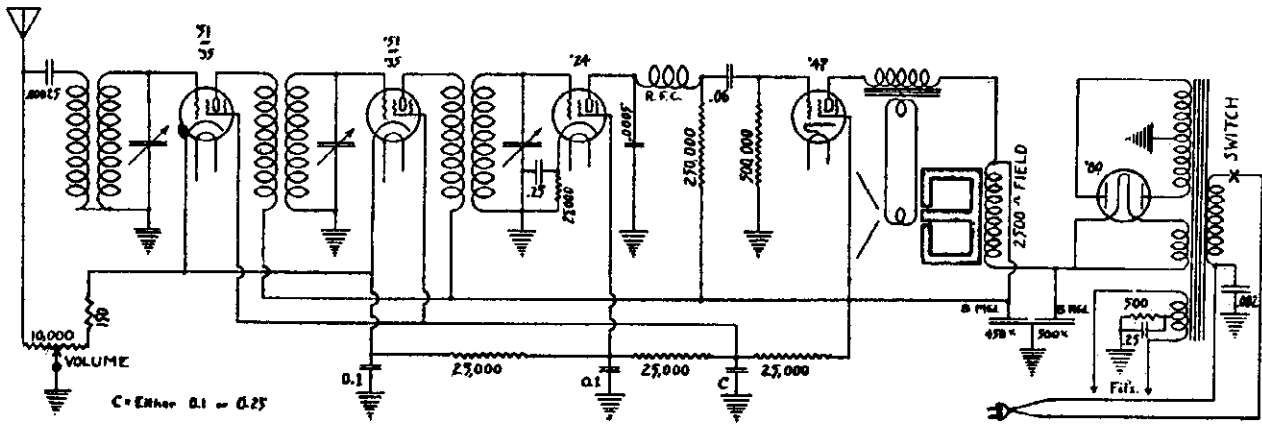 '51
35
'51
35
'24
'47
.00025
.25
25000
.0005
R.F.C.
250,000
.06
500,000
2,500 ~ FIELD
'80
X SWITCH
10,000
150
VOLUME
0.1
25,000
0.1
25,000
C
25,000
8 MFd.
8 MFd.
450 v
500 v
500
.25
.002
Fil's.
C = Either 0.1 or 0.25